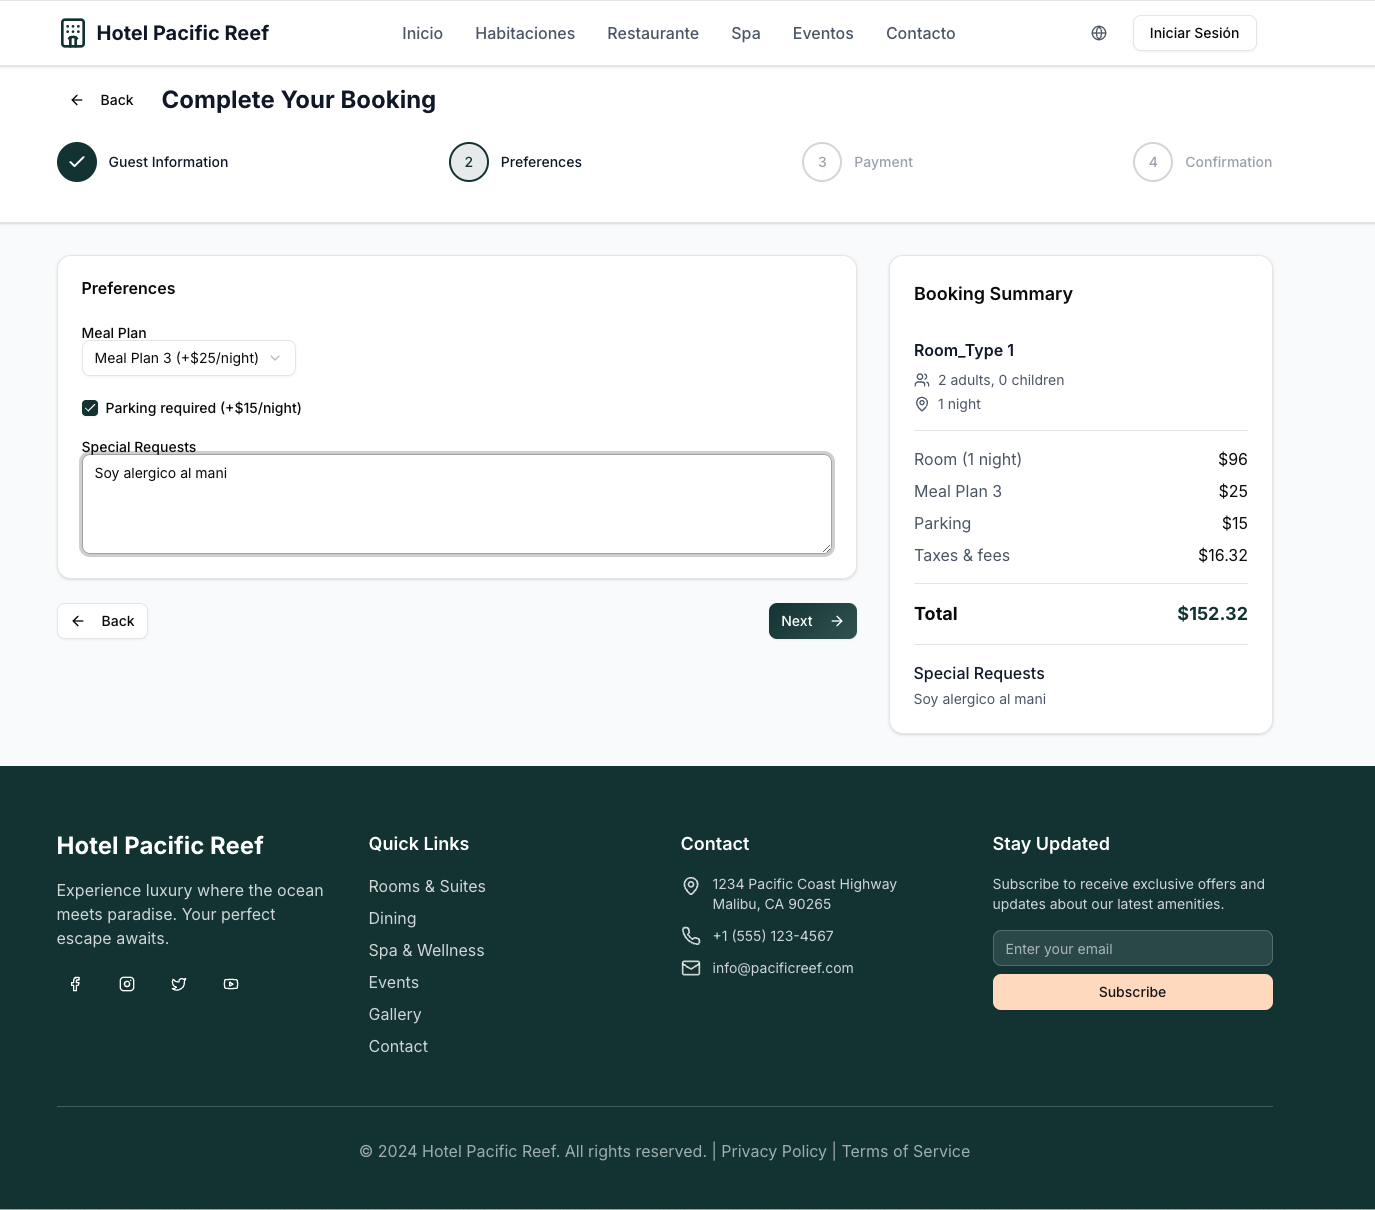 Hotel Pacific Reef
Inicio Habitaciones Restaurante Spa Eventos Contacto
Iniciar Sesión
Back
Complete Your Booking
Guest Information
2 Preferences
3 Payment
4 Confirmation
Preferences
Meal Plan
Meal Plan 3 (+$25/night)
Parking required (+$15/night)
Special Requests
Soy alergico al mani
Back
Next
Booking Summary
Room_Type 1
2 adults, 0 children
1 night
Room (1 night) $96
Meal Plan 3 $25
Parking $15
Taxes & fees $16.32
Total $152.32
Special Requests
Soy alergico al mani
Hotel Pacific Reef
Experience luxury where the ocean
meets paradise. Your perfect
escape awaits.
Quick Links
Rooms & Suites
Dining
Spa & Wellness
Events
Gallery
Contact
Contact
1234 Pacific Coast Highway
Malibu, CA 90265
+1 (555) 123-4567
info@pacificreef.com
Stay Updated
Subscribe to receive exclusive offers and
updates about our latest amenities.
Enter your email
Subscribe
© 2024 Hotel Pacific Reef. All rights reserved. | Privacy Policy | Terms of Service